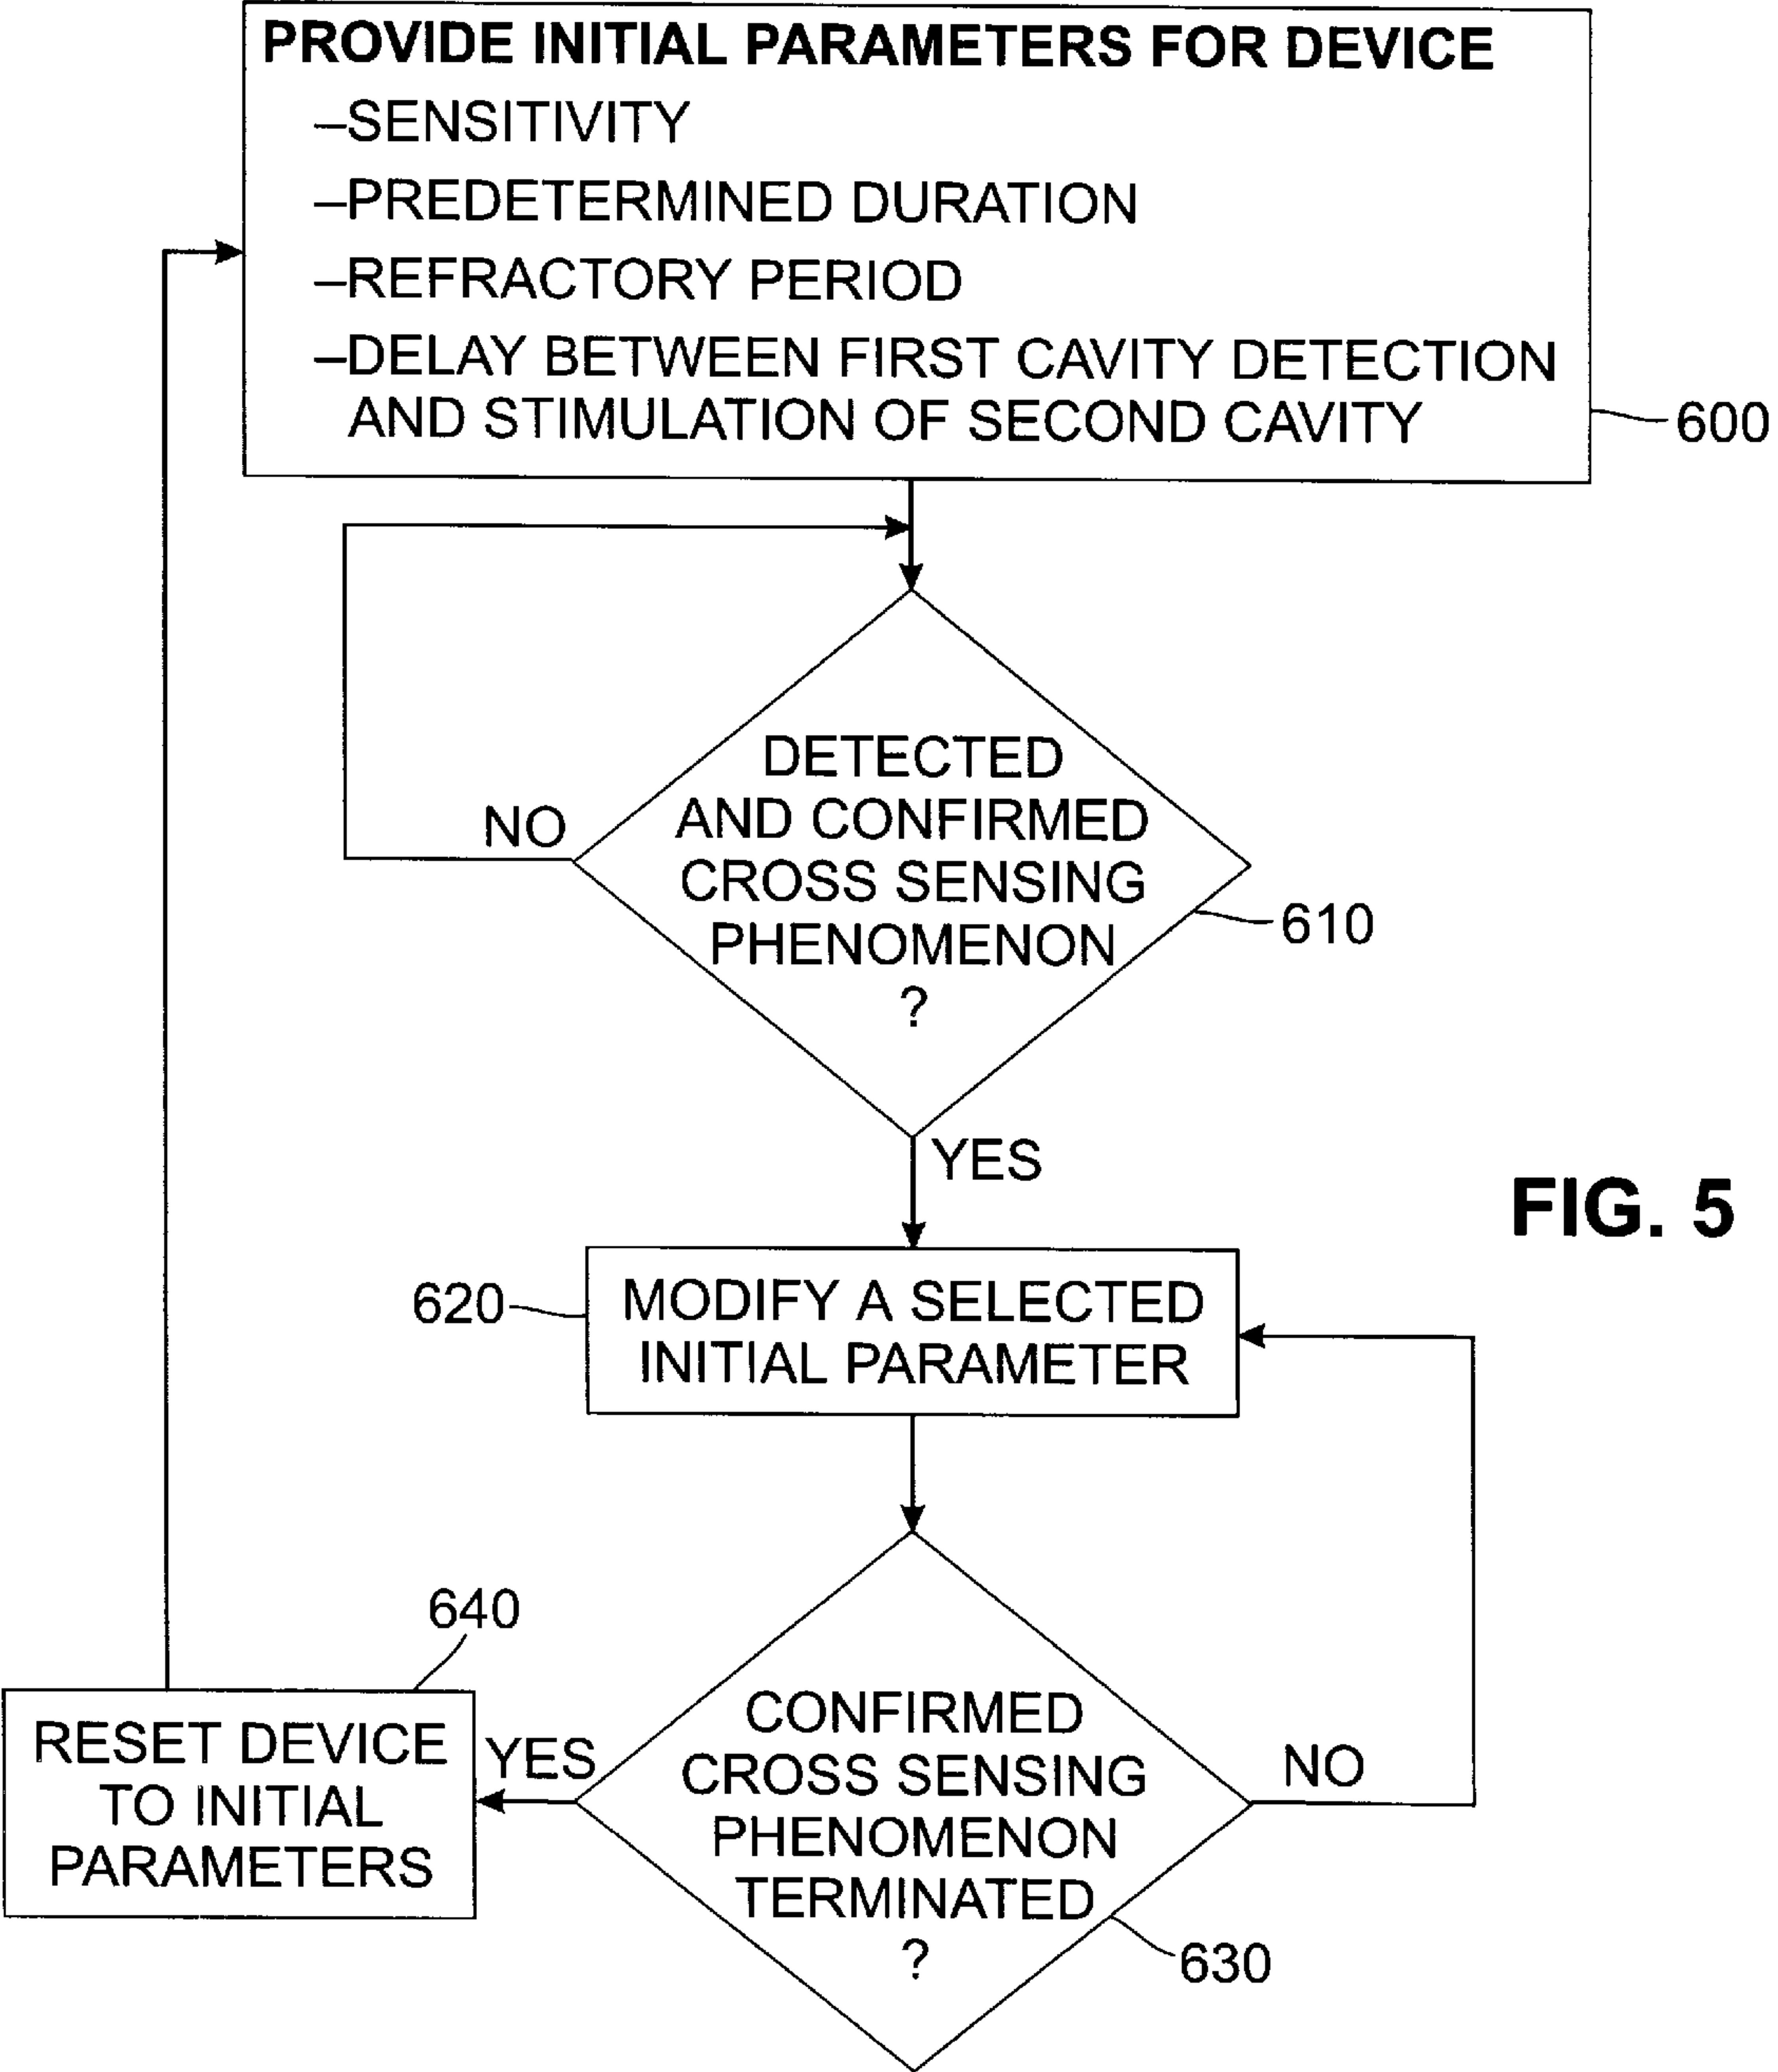 PROVIDE INITIAL PARAMETERS FOR DEVICE
–SENSITIVITY
–PREDETERMINED DURATION
–REFRACTORY PERIOD
–DELAY BETWEEN FIRST CAVITY DETECTION
AND STIMULATION OF SECOND CAVITY
600
DETECTED
AND CONFIRMED
CROSS SENSING
PHENOMENON
?
NO
610
YES
FIG. 5
620
MODIFY A SELECTED
INITIAL PARAMETER
640
RESET DEVICE
TO INITIAL
PARAMETERS
YES
CONFIRMED
CROSS SENSING
PHENOMENON
TERMINATED
?
NO
630